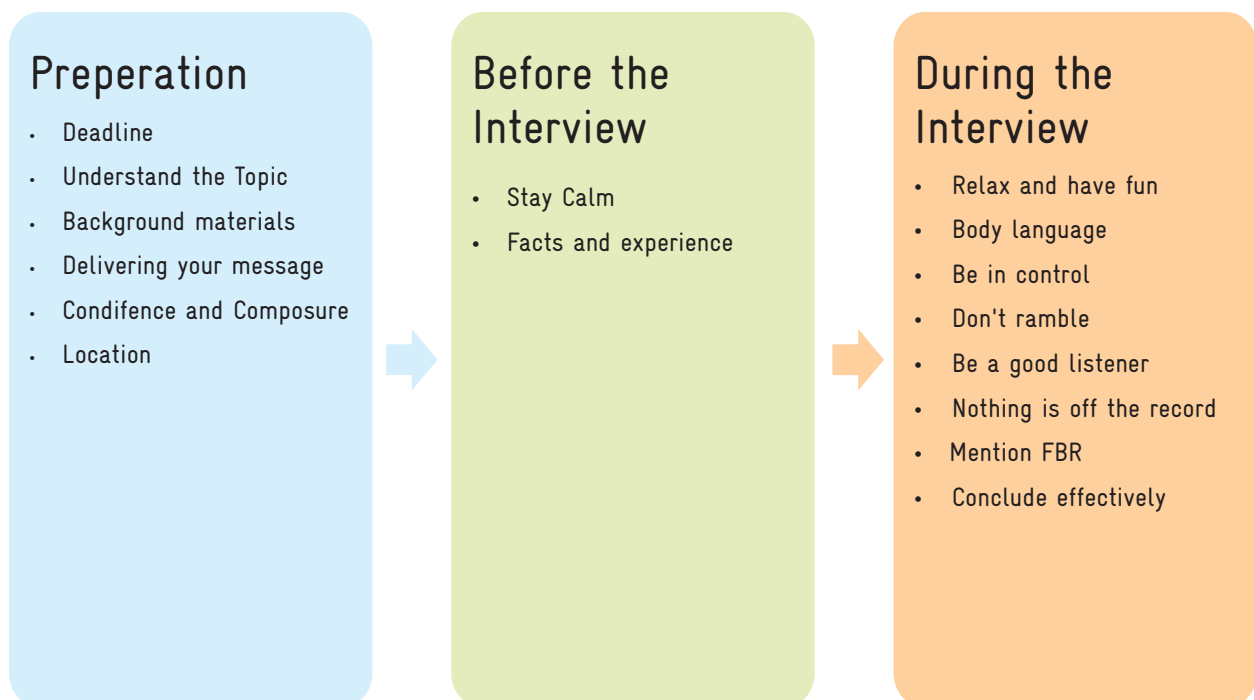 Preperation
• Deadline
• Understand the Topic
• Background materials
• Delivering your message
• Condifence and Composure
• Location
Before the
Interview
• Stay Calm
• Facts and experience
During the
Interview
• Relax and have fun
• Body language
• Be in control
• Don't ramble
• Be a good listener
• Nothing is off the record
• Mention FBR
• Conclude effectively